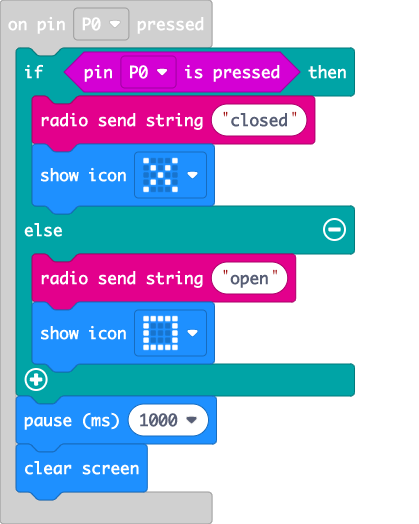 on pin P0 pressed
if pin P0 is pressed then
radio send string "closed"
show icon
else
radio send string "open"
show icon
pause (ms) 1000
clear screen